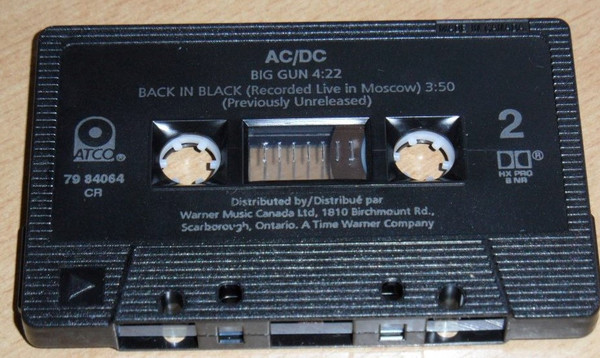 AC/DC
BIG GUN 4:22
BACK IN BLACK (Recorded Live in Moscow) 3:50
(Previously Unreleased)
ATCO®
79 84064
CR
2
®
HX PRO
B NR
Distributed by/Distribué par
Warner Music Canada Ltd, 1810 Birchmount Rd.,
Scarborough, Ontario. A Time Warner Company